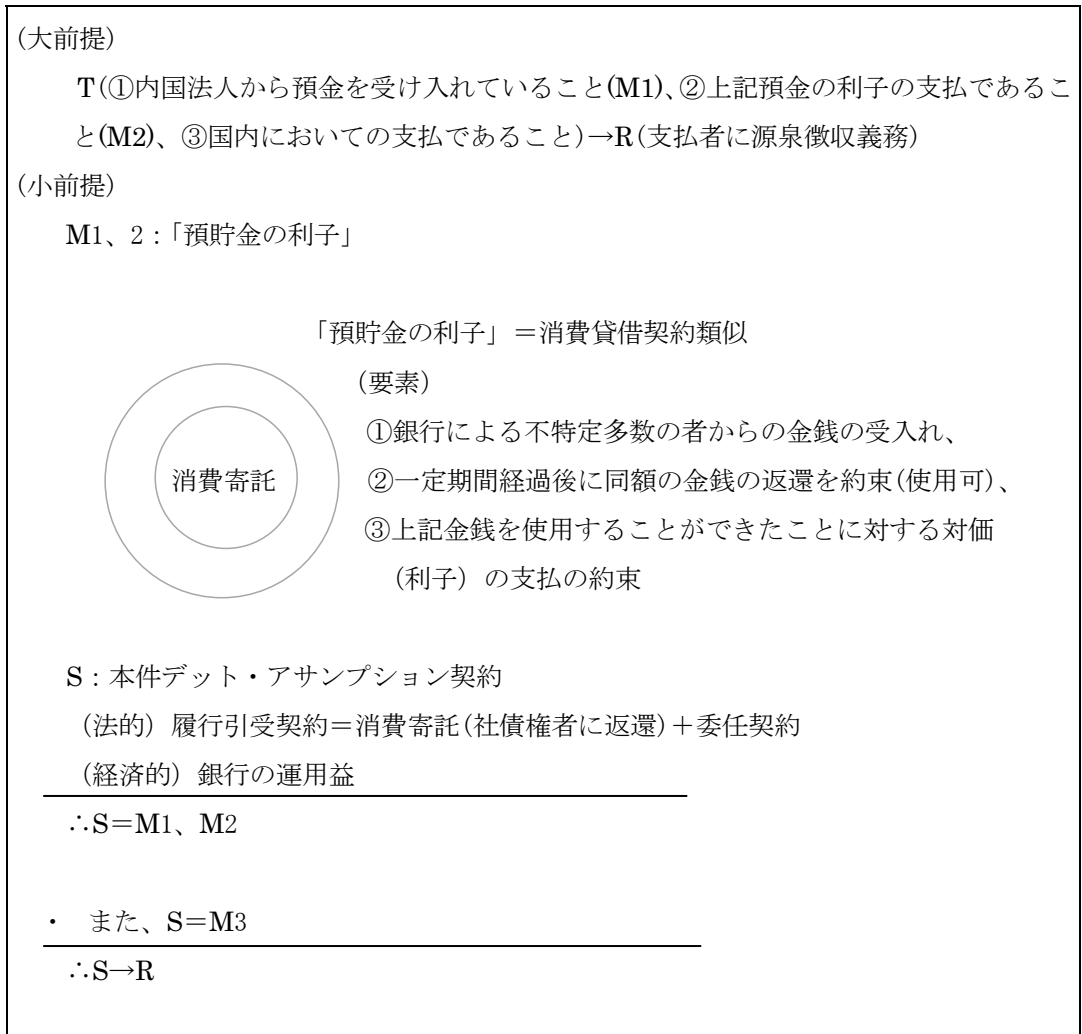 (大前提)
T(①内国法人から預金を受け入れていること(M1)、②上記預金の利子の支払であるこ
と(M2)、③国内においての支払であること)→R(支払者に源泉徴収義務)
(小前提)
M1、2：「預貯金の利子」
「預貯金の利子」＝消費貸借契約類似
(要素)
①銀行による不特定多数の者からの金銭の受入れ、
消費寄託 ②一定期間経過後に同額の金銭の返還を約束(使用可)、
③上記金銭を使用することができたことに対する対価
(利子)の支払の約束
S：本件デット・アサンプション契約
(法的)履行引受契約＝消費寄託(社債権者に返還)＋委任契約
(経済的)銀行の運用益
∴S＝M1、M2
・ また、S＝M3
∴S→R